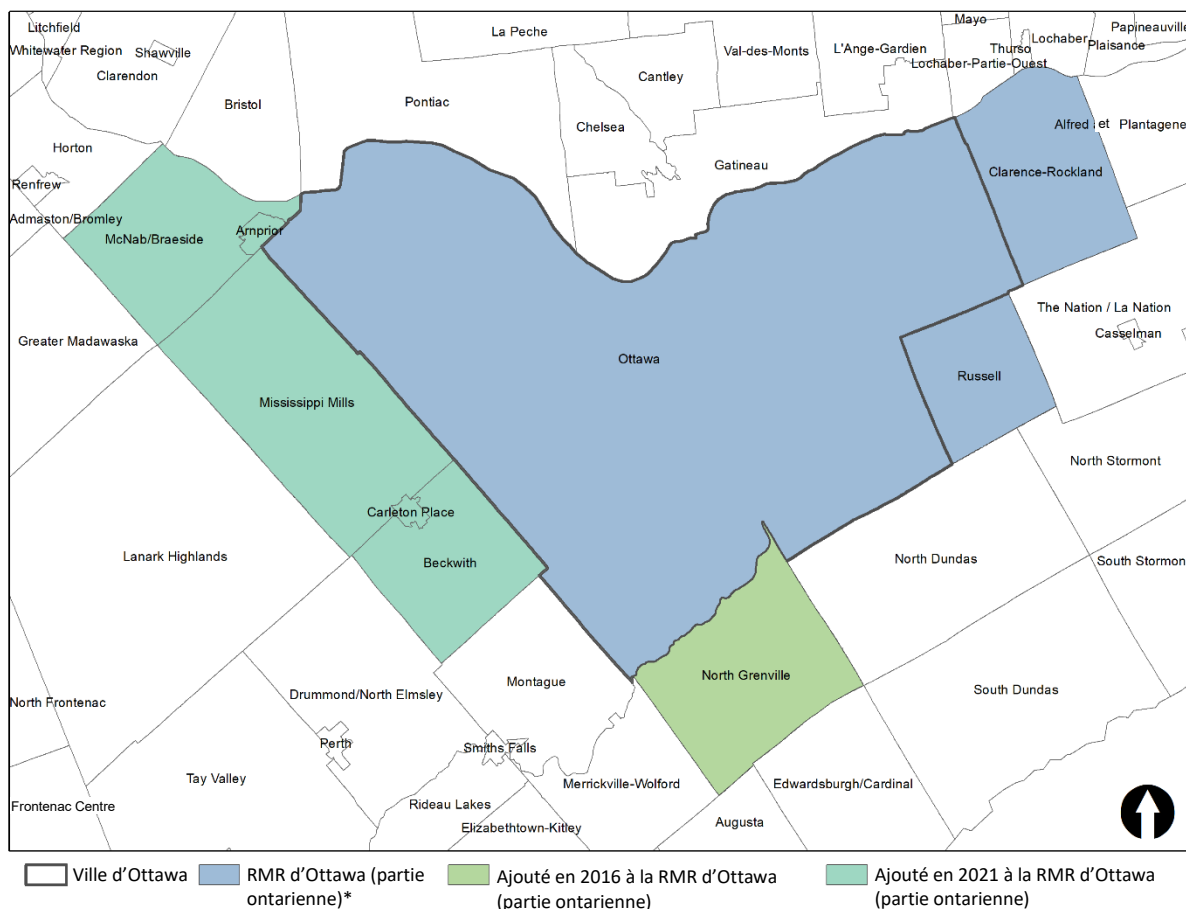 Litchfield
Whitewater Region
Shawville
Clarendon
Bristol
La Peche
Pontiac
Val-des-Monts
Cantley
L'Ange-Gardien
Mayo
Thurso
Lochaber
Papineauville
Plaisance
Lochaber-Partie-Ouest
Chelsea
Gatineau
Alfred et Plantagene
Clarence-Rockland
Horton
Renfrew
Admaston/Bromley
McNab/Braeside
Arnprior
Greater Madawaska
The Nation / La Nation
Casselman
Ottawa
Russell
Mississippi Mills
North Stormont
Carleton Place
Beckwith
Lanark Highlands
North Dundas
South Stormon
North Grenville
Montague
Drummond/North Elmsley
South Dundas
North Frontenac
Perth
Smiths Falls
Tay Valley
Merrickville-Wolford
Edwardsburgh/Cardinal
Frontenac Centre
Rideau Lakes
Elizabethtown-Kitley
Augusta
Ville d'Ottawa
RMR d'Ottawa (partie
ontarienne)*
Ajouté en 2016 à la RMR d'Ottawa
(partie ontarienne)
Ajouté en 2021 à la RMR d'Ottawa
(partie ontarienne)